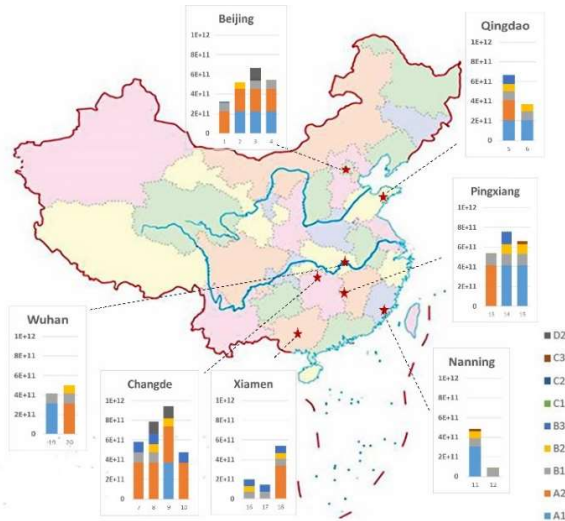 Beijing
1E+12
8E+11
6E+11
4E+11
2E+11
0
1 2 3 4
Qingdao
1E+12
8E+11
6E+11
4E+11
2E+11
0
5 6
Pingxiang
1E+12
8E+11
6E+11
4E+11
2E+11
0
13 14 15
Wuhan
1E+12
8E+11
6E+11
4E+11
2E+11
0
19 20
Changde
1E+12
8E+11
6E+11
4E+11
2E+11
0
7 8 9 10
Xiamen
1E+12
8E+11
6E+11
4E+11
2E+11
0
16 17 18
Nanning
1E+12
8E+11
6E+11
4E+11
2E+11
0
11 12
D2
C3
C2
C1
B3
B2
B1
A2
A1